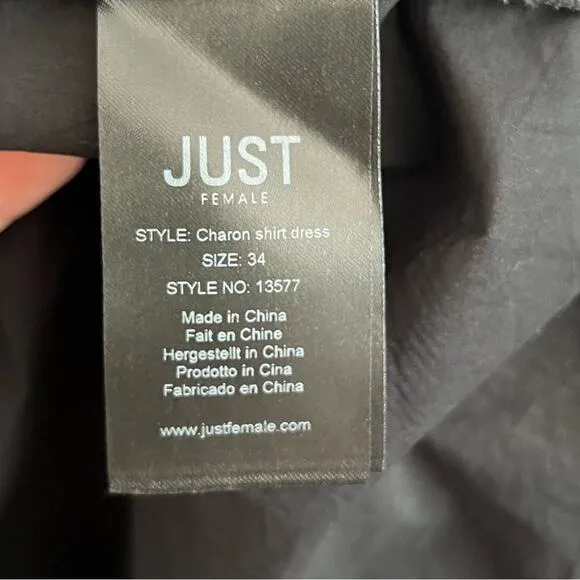 JUST
FEMALE
STYLE: Charon shirt dress
SIZE: 34
STYLE NO: 13577
Made in China
Fait en Chine
Hergestellt in China
Prodotto in Cina
Fabricado en China
www.justfemale.com